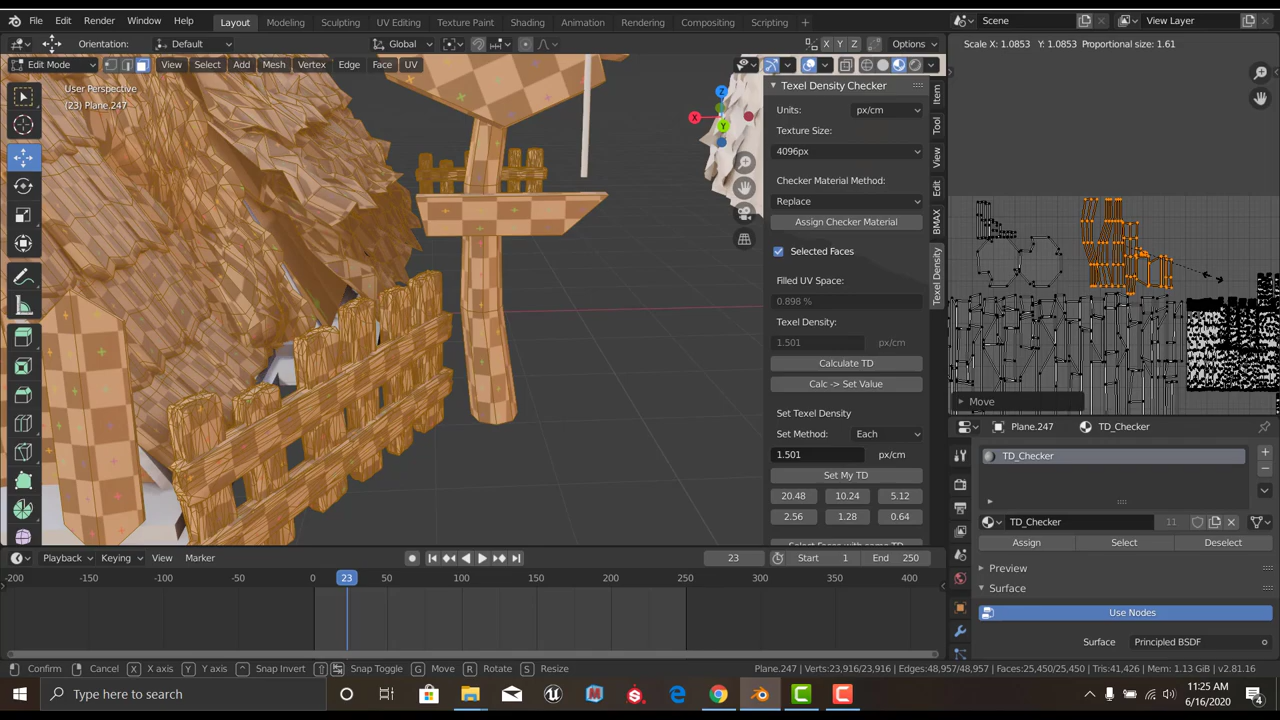 File Edit Render Window Help Layout Modeling Sculpting UV Editing Texture Paint Shading Animation Rendering Compositing Scripting + Scene View Layer
Orientation: Default Global X Y Z Options Scale X: 1.0853 Y: 1.0853 Proportional size: 1.61
Edit Mode View Select Add Mesh Vertex Edge Face UV
User Perspective
(23) Plane.247
Z
X
Y
Texel Density Checker
Units: px/cm
Texture Size:
4096px
Checker Material Method:
Replace
Assign Checker Material
Selected Faces
Filled UV Space:
0.898 %
Texel Density:
1.501 px/cm
Calculate TD
Calc -> Set Value
Set Texel Density
Set Method: Each
1.501 px/cm
Set My TD
20.48 10.24 5.12
2.56 1.28 0.64
Item
Tool
View
Edit
BMAX
Texel Density
Move
Plane.247 TD_Checker
TD_Checker
TD_Checker 11
Assign Select Deselect
Preview
Surface
Use Nodes
Surface Principled BSDF
Playback Keying View Marker 23 Start 1 End 250
-200 -150 -100 -50 0 23 50 100 150 200 250 300 350 400
Confirm Cancel X X axis Y Y axis Snap Invert Snap Toggle G Move R Rotate S Resize Plane.247 | Verts:23,916/23,916 | Edges:48,957/48,957 | Faces:25,450/25,450 | Tris:41,426 | Mem: 1.13 GiB | v2.81.16
Type here to search
11:25 AM
6/16/2020
4